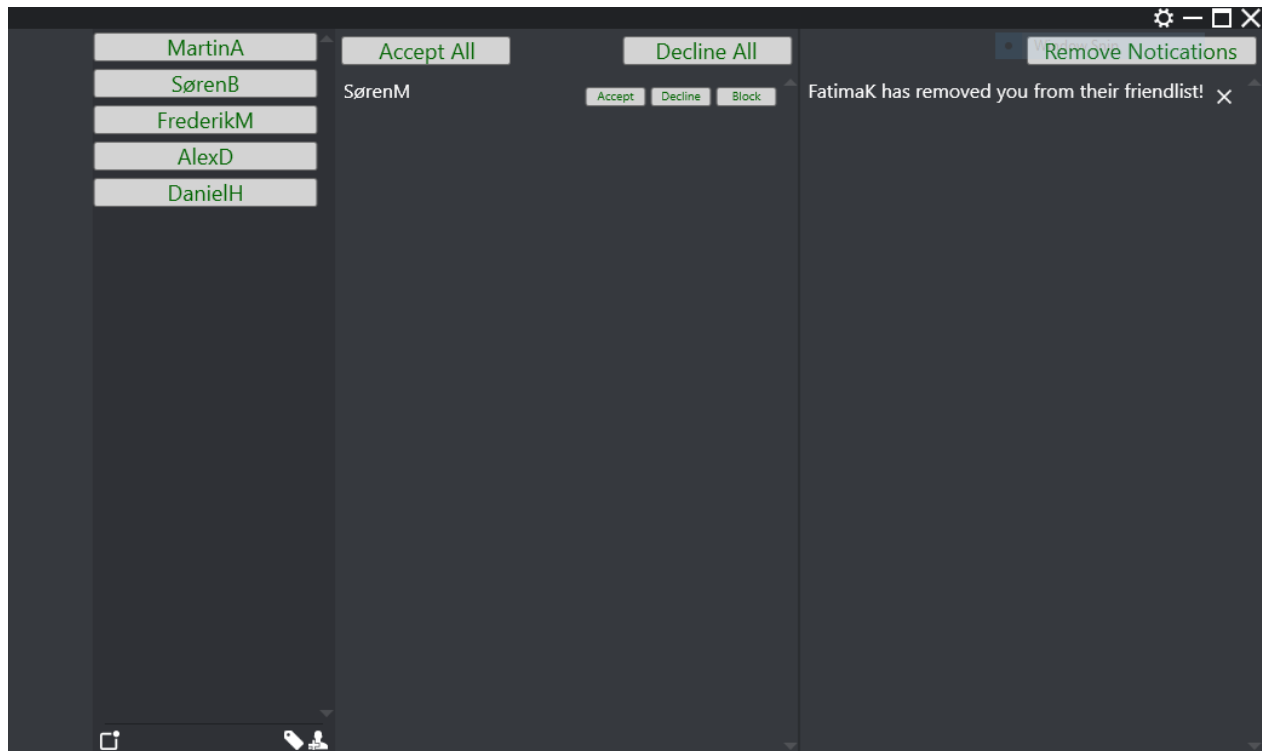 MartinA
SørenB
FrederikM
AlexD
DanielH
Accept All
Decline All
SørenM
Accept
Decline
Block
Remove Notications
FatimaK has removed you from their friendlist!